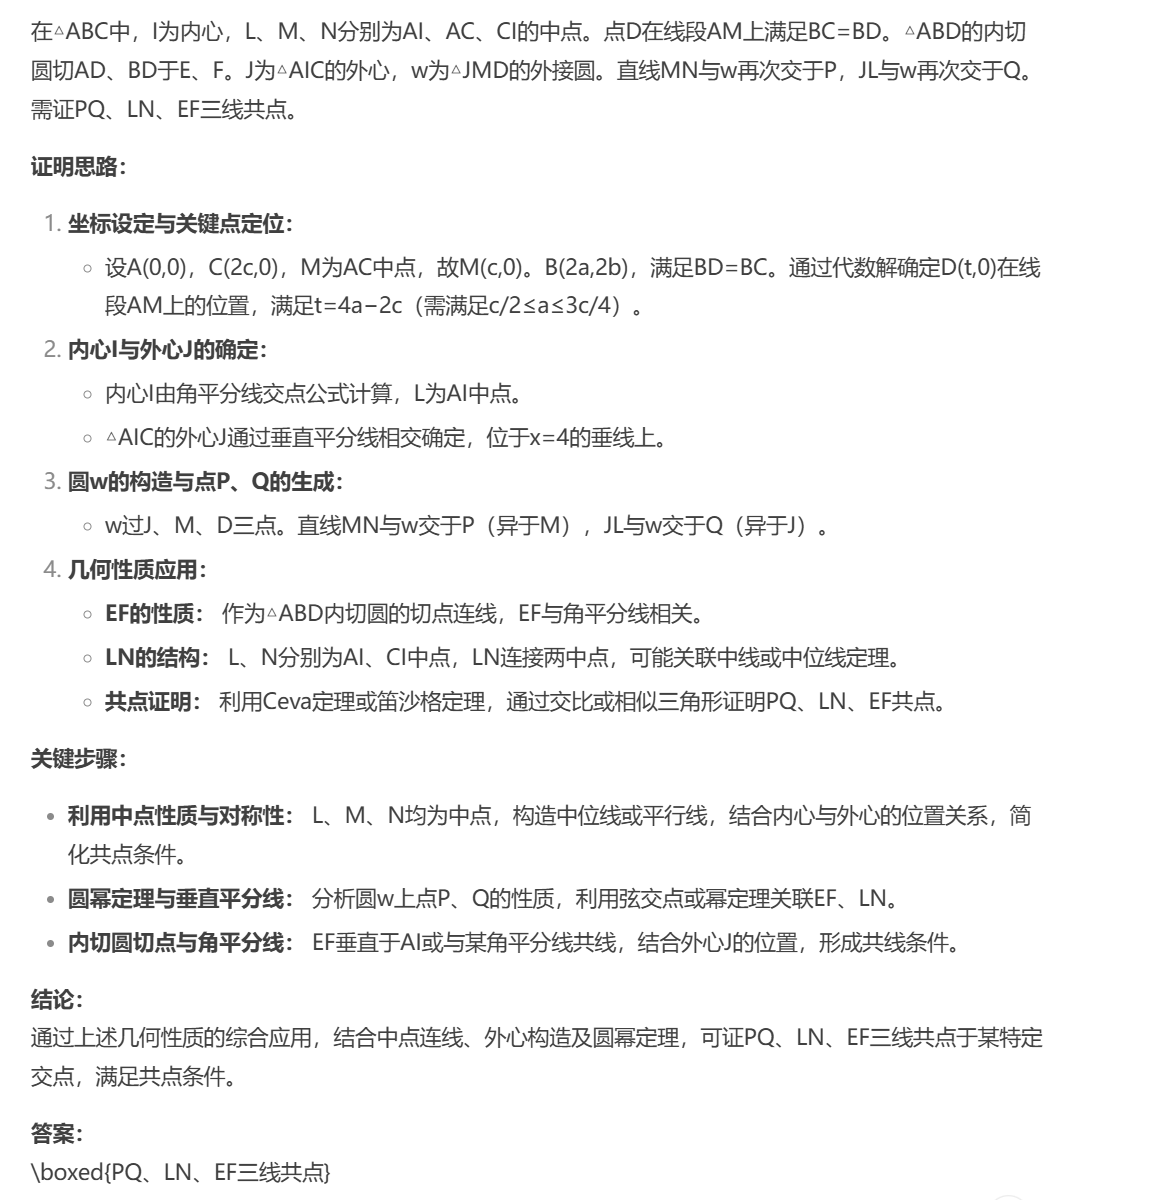 在△ABC中，I为内心，L、M、N分别为AI、AC、CI的中点。点D在线段AM上满足BC=BD。△ABD的内切
圆切AD、BD于E、F。J为△AIC的外心，w为△JMD的外接圆。直线MN与w再次交于P，JL与w再次交于Q。
需证PQ、LN、EF三线共点。
证明思路：
1. 坐标设定与关键点定位：
○ 设A(0,0)，C(2c,0)，M为AC中点，故M(c,0)。B(2a,2b)，满足BD=BC。通过代数解确定D(t,0)在线
段AM上的位置，满足t=4a−2c（需满足c/2≤a≤3c/4）。
2. 内心I与外心J的确定：
○ 内心I由角平分线交点公式计算，L为AI中点。
○ △AIC的外心J通过垂直平分线相交确定，位于x=4的垂线上。
3. 圆w的构造与点P、Q的生成：
○ w过J、M、D三点。直线MN与w交于P（异于M），JL与w交于Q（异于J）。
4. 几何性质应用：
○ EF的性质： 作为△ABD内切圆的切点连线，EF与角平分线相关。
○ LN的结构： L、N分别为AI、CI中点，LN连接两中点，可能关联中线或中位线定理。
○ 共点证明： 利用Ceva定理或笛沙格定理，通过交比或相似三角形证明PQ、LN、EF共点。
关键步骤：
• 利用中点性质与对称性： L、M、N均为中点，构造中位线或平行线，结合内心与外心的位置关系，简
化共点条件。
• 圆幂定理与垂直平分线： 分析圆w上点P、Q的性质，利用弦交点或幂定理关联EF、LN。
• 内切圆切点与角平分线： EF垂直于AI或与某角平分线共线，结合外心J的位置，形成共线条件。
结论：
通过上述几何性质的综合应用，结合中点连线、外心构造及圆幂定理，可证PQ、LN、EF三线共点于某特定
交点，满足共点条件。
答案：
\boxed{PQ、LN、EF三线共点}